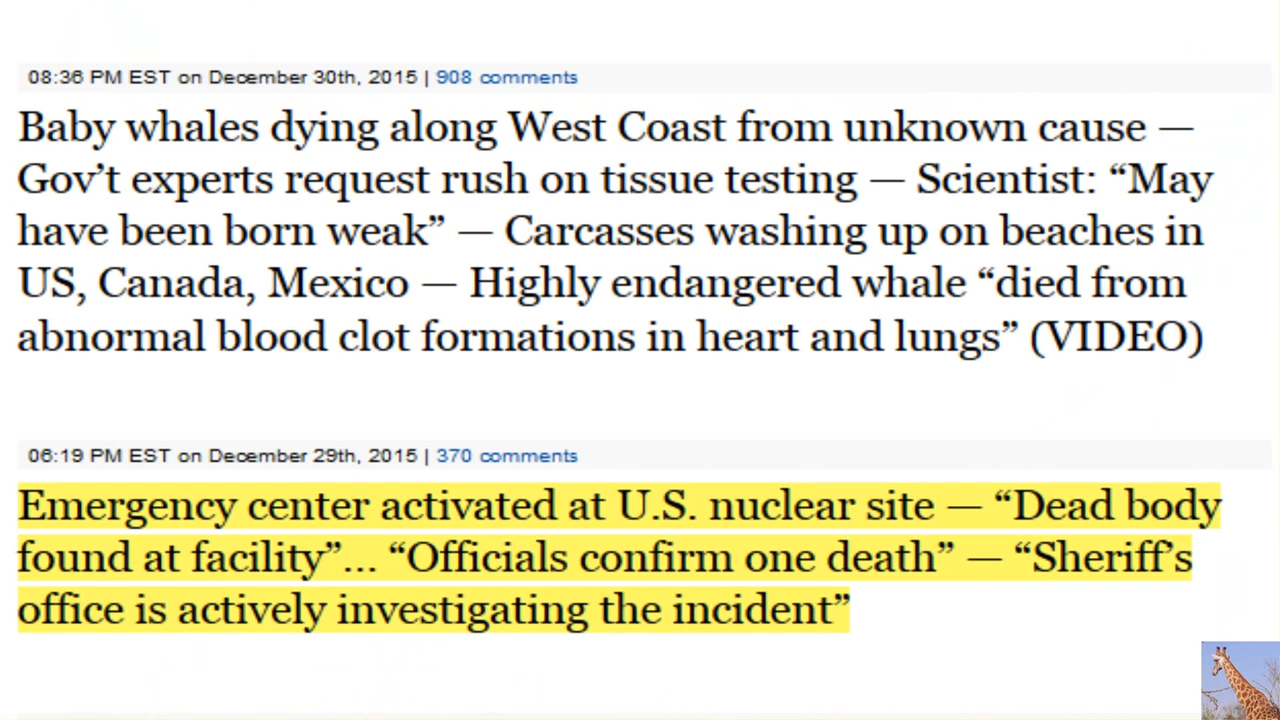 08:36 PM EST on December 30th, 2015 | 908 comments
Baby whales dying along West Coast from unknown cause —
Gov’t experts request rush on tissue testing — Scientist: “May
have been born weak” — Carcasses washing up on beaches in
US, Canada, Mexico — Highly endangered whale “died from
abnormal blood clot formations in heart and lungs” (VIDEO)
06:19 PM EST on December 29th, 2015 | 370 comments
Emergency center activated at U.S. nuclear site — “Dead body
found at facility”... “Officials confirm one death” — “Sheriff’s
office is actively investigating the incident”